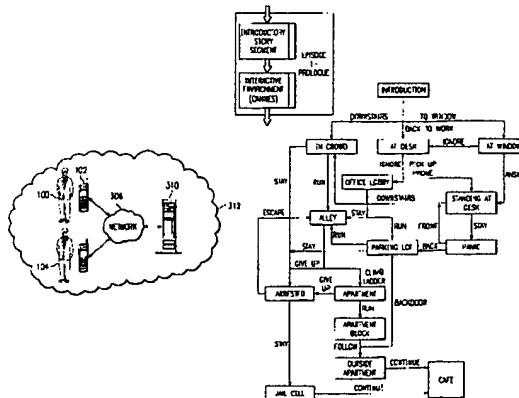 INTRODUCTORY
STORY
SEGMENT
EPISODE
1 -
PROLOGUE
INTERACTIVE
ENVIRONMENT
(CANNES)
INTRODUCTION
DOWNSTAIRS
TO WINDOW
BACK TO WORK
IN CROWD
AT DESK
IGNORE
AT WINDOW
IGNORE
PICK UP
PHONE
OFFICE LOBBY
STAY
RUN
DOWNSTAIRS
STANDING AT
DESK
ESCAPE
ALLEY
STAY
RUN
FRONT
STAY
STAY
RUN
PARKING LOT
BACK
PANIC
GIVE UP
CLIMB
LADDER
ARRESTED
GIVE
UP
APARTMENT
BACKDOOR
RUN
APARTMENT
BLOCK
STAY
FOLLOW
OUTSIDE
APARTMENT
CONTINUE
CAFE
JAIL CELL
100
102
306
310
312
NETWORK
104